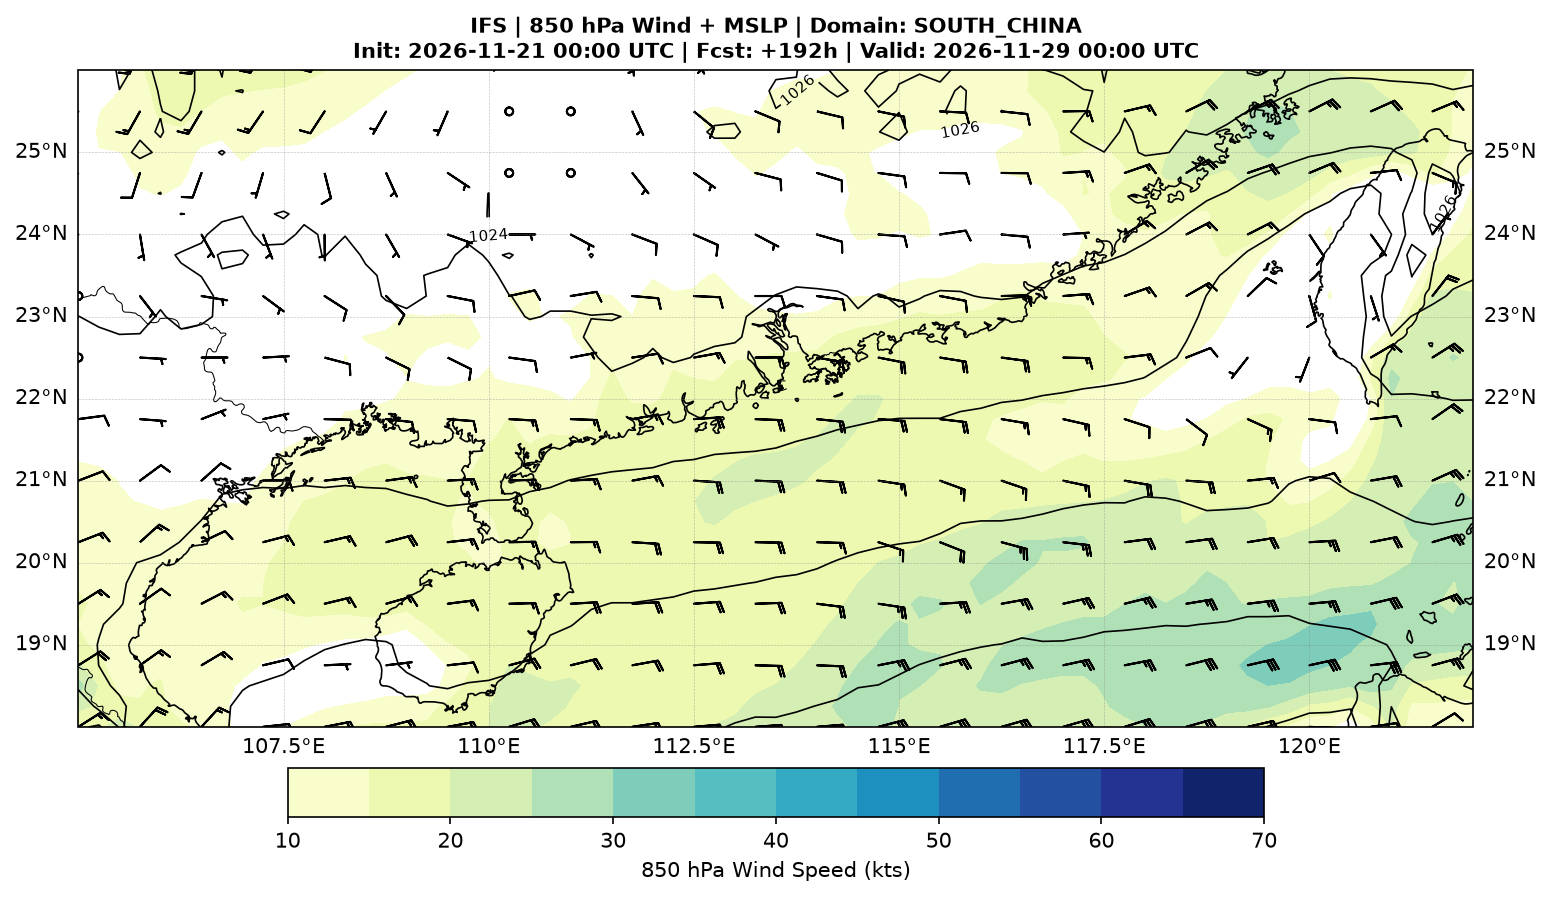 IFS | 850 hPa Wind + MSLP | Domain: SOUTH_CHINA
Init: 2026-11-21 00:00 UTC | Fcst: +192h | Valid: 2026-11-29 00:00 UTC
1026
1026
1026
1024
25°N
24°N
23°N
22°N
21°N
20°N
19°N
25°N
24°N
23°N
22°N
21°N
20°N
19°N
107.5°E 110°E 112.5°E 115°E 117.5°E 120°E
10 20 30 40 50 60 70
850 hPa Wind Speed (kts)